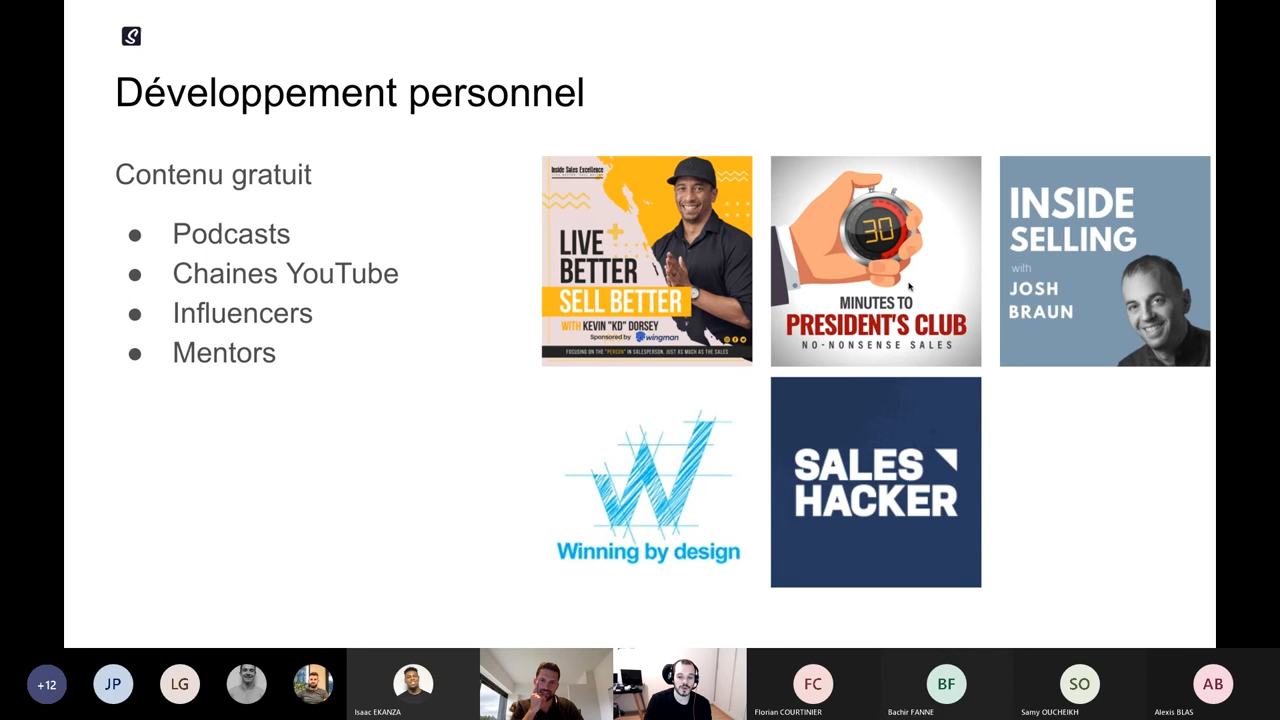 S
Développement personnel
Contenu gratuit
● Podcasts
● Chaines YouTube
● Influencers
● Mentors
Inside Sales Excellence
LIVE
BETTER
SELL BETTER
WITH KEVIN "KD" DORSEY
Sponsored by wingman
FOCUSING ON THE "PERSON" IN SALESPERSON, JUST AS MUCH AS THE SALES
30
MINUTES TO
PRESIDENT'S CLUB
NO-NONSENSE SALES
INSIDE
SELLING
with
JOSH
BRAUN
Winning by design
SALES
HACKER
+12
JP
LG
Isaac EKANZA
FC
Florian COURTINIER
BF
Bachir FANNE
SO
Samy OUCHEIKH
AB
Alexis BLAS